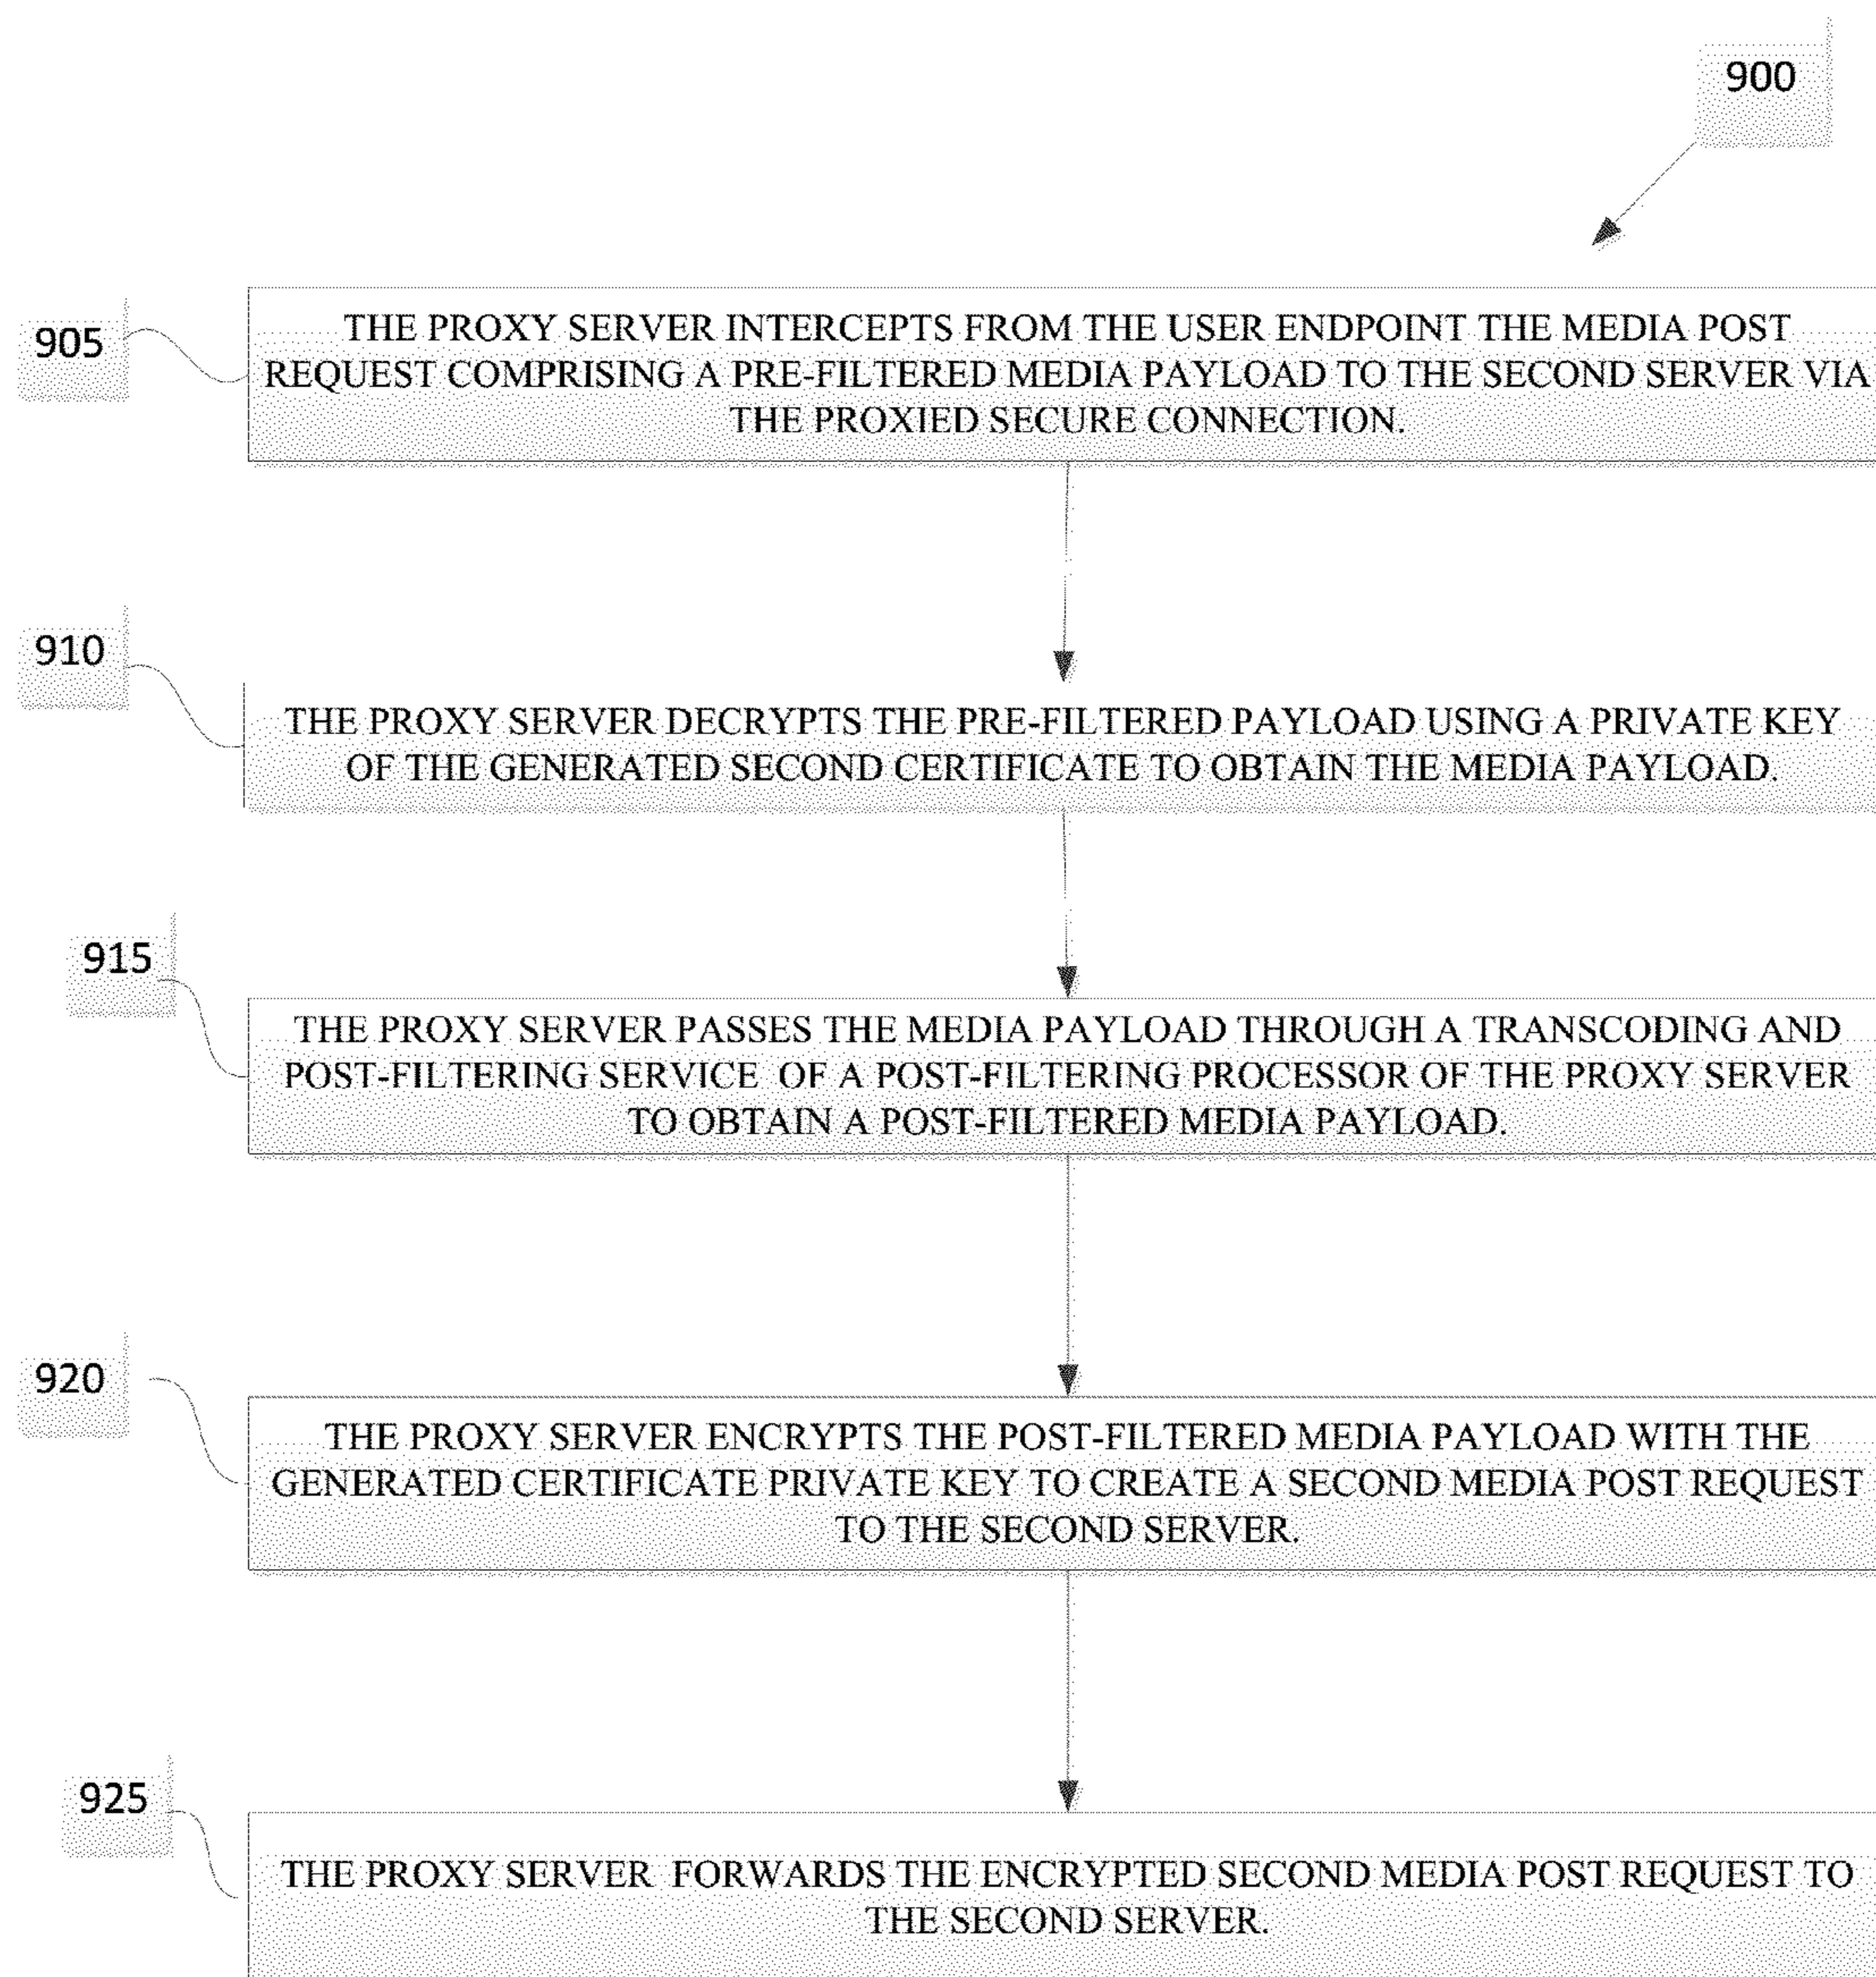 900
905
THE PROXY SERVER INTERCEPTS FROM THE USER ENDPOINT THE MEDIA POST
REQUEST COMPRISING A PRE-FILTERED MEDIA PAYLOAD TO THE SECOND SERVER VIA
THE PROXIED SECURE CONNECTION.
910
THE PROXY SERVER DECRYPTS THE PRE-FILTERED PAYLOAD USING A PRIVATE KEY
OF THE GENERATED SECOND CERTIFICATE TO OBTAIN THE MEDIA PAYLOAD.
915
THE PROXY SERVER PASSES THE MEDIA PAYLOAD THROUGH A TRANSCODING AND
POST-FILTERING SERVICE OF A POST-FILTERING PROCESSOR OF THE PROXY SERVER
TO OBTAIN A POST-FILTERED MEDIA PAYLOAD.
920
THE PROXY SERVER ENCRYPTS THE POST-FILTERED MEDIA PAYLOAD WITH THE
GENERATED CERTIFICATE PRIVATE KEY TO CREATE A SECOND MEDIA POST REQUEST
TO THE SECOND SERVER.
925
THE PROXY SERVER FORWARDS THE ENCRYPTED SECOND MEDIA POST REQUEST TO
THE SECOND SERVER.